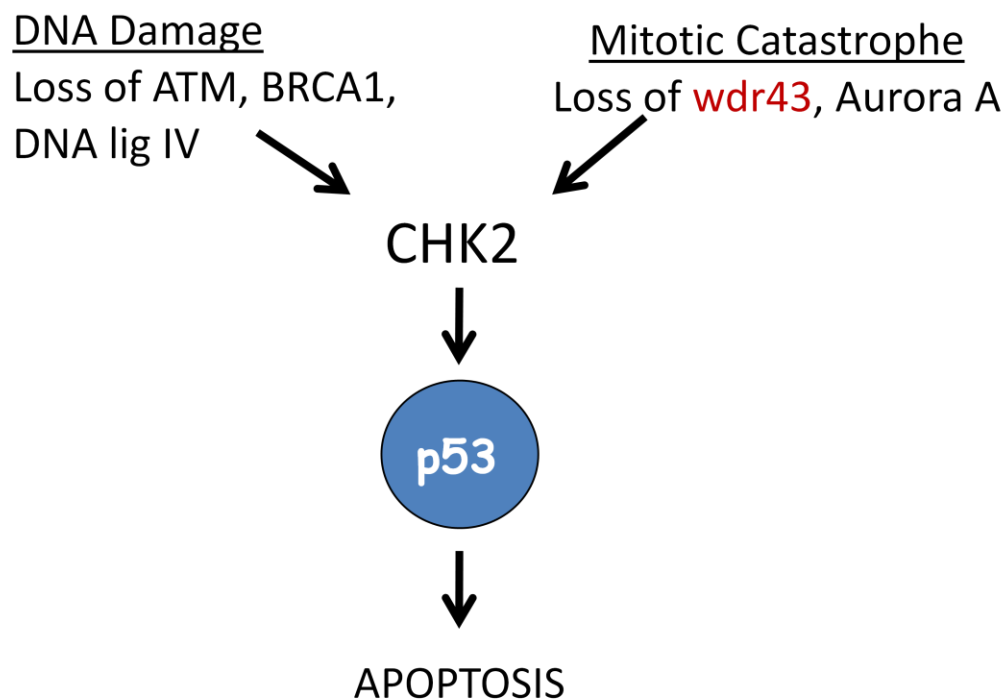 DNA Damage
Loss of ATM, BRCA1,
DNA lig IV
Mitotic Catastrophe
Loss of wdr43, Aurora A
CHK2
p53
APOPTOSIS